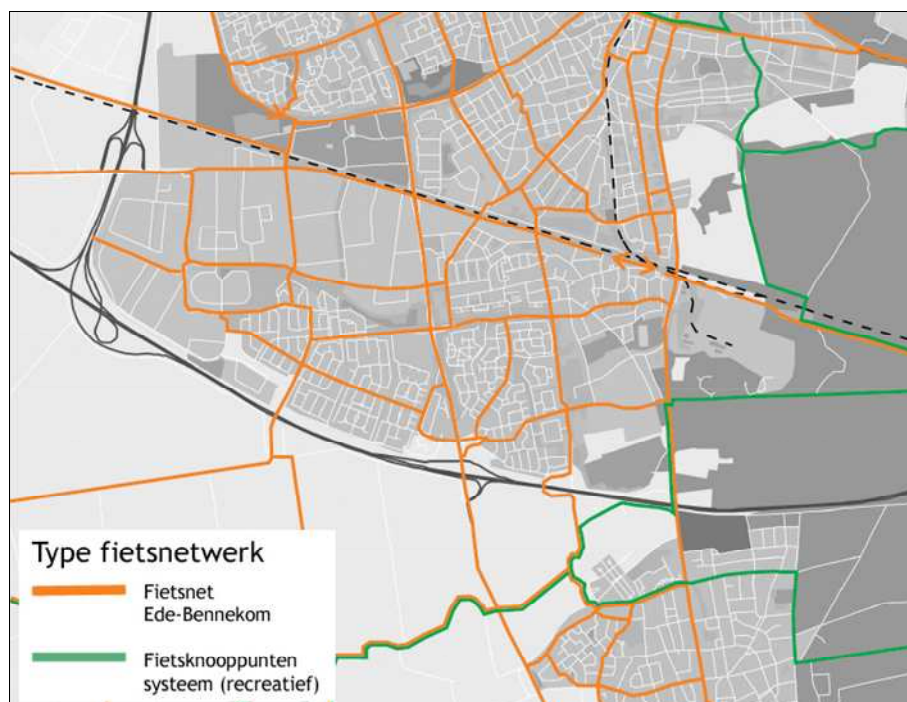 Type fietsnetwerk
Fietsnet
Ede-Bennekom
Fietsknooppunten
systeem (recreatief)